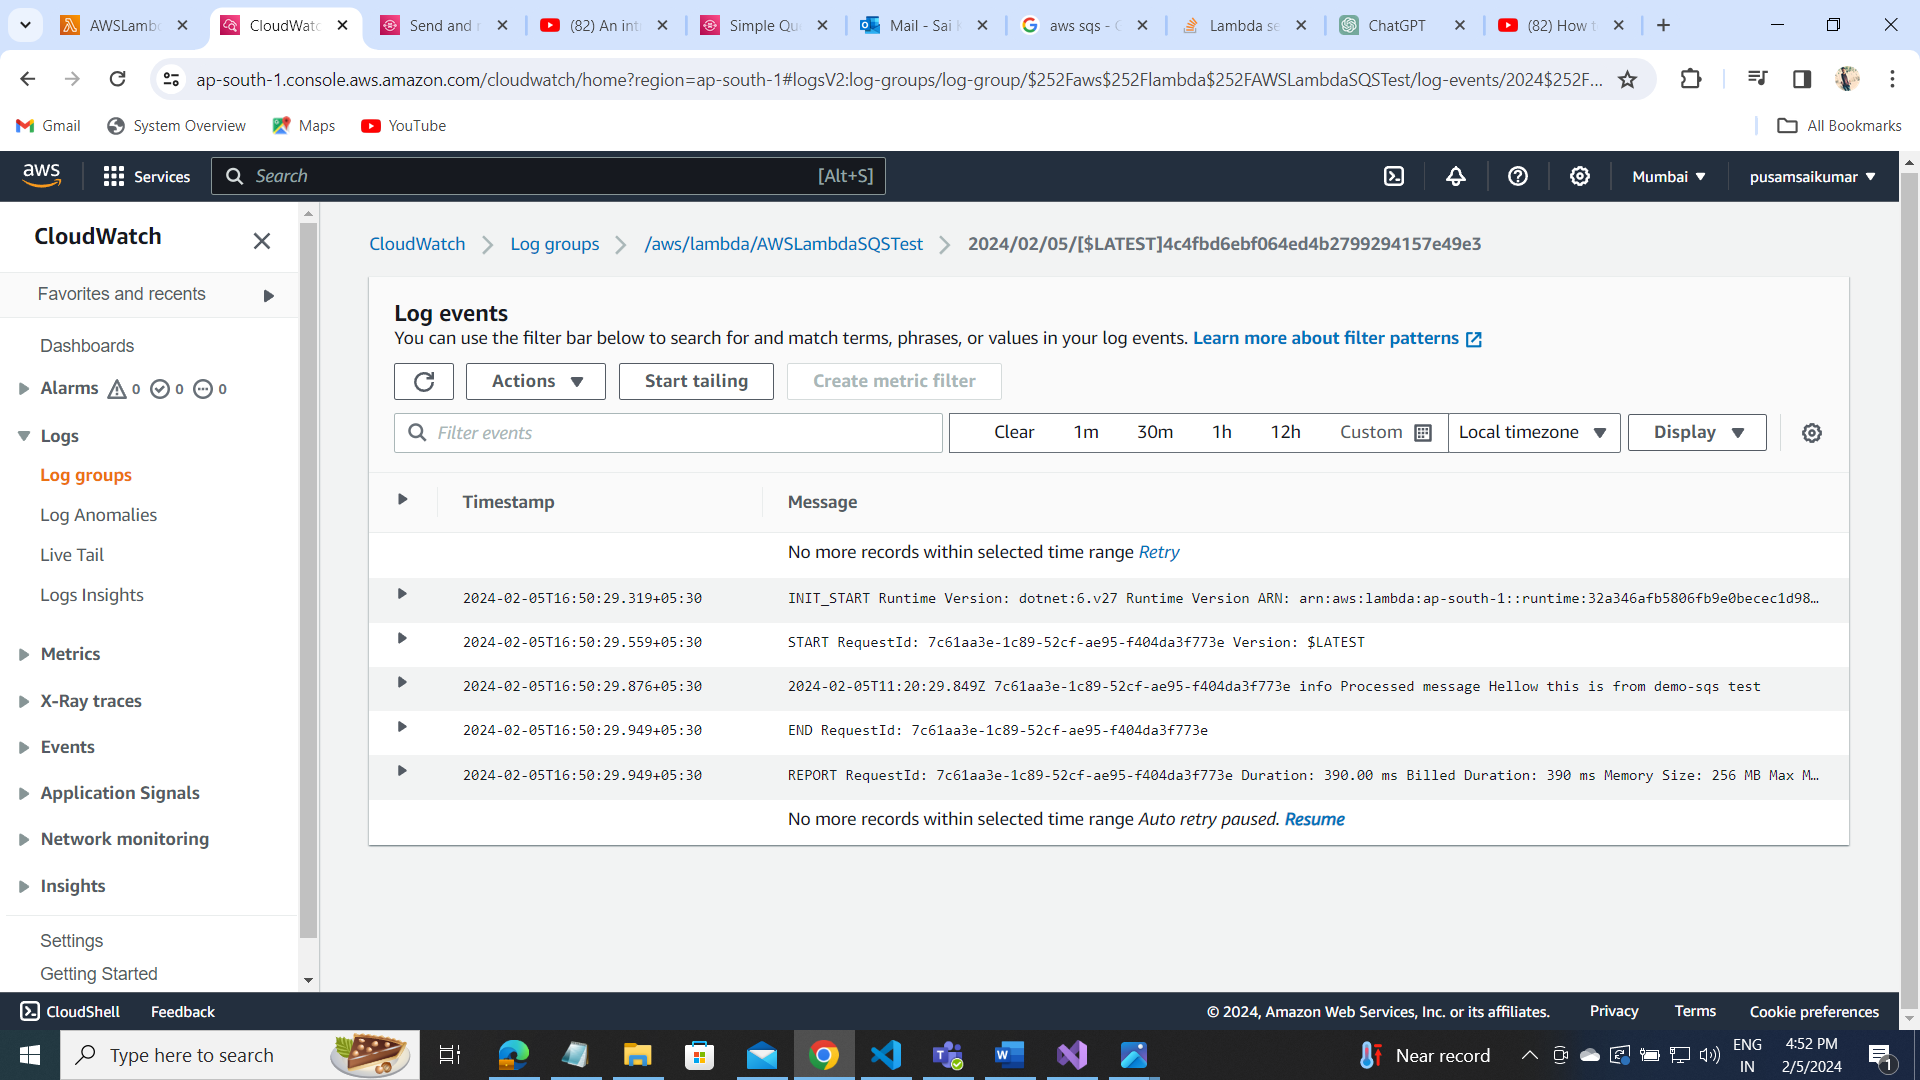 AWSLamb
CloudWatc
Send and r
(82) An int
Simple Qu
Mail - Sai K
aws sqs - G
Lambda se
ChatGPT
(82) How t
ap-south-1.console.aws.amazon.com/cloudwatch/home?region=ap-south-1#logsV2:log-groups/log-group/$252Faws$252Flambda$252FAWSLambdaSQSTest/log-events/2024$252F...
Gmail
System Overview
Maps
YouTube
All Bookmarks
aws
Services
Search
[Alt+S]
Mumbai
pusamsaikumar
CloudWatch
Favorites and recents
Dashboards
Alarms 0 0 0
Logs
Log groups
Log Anomalies
Live Tail
Logs Insights
Metrics
X-Ray traces
Events
Application Signals
Network monitoring
Insights
Settings
Getting Started
CloudWatch
Log groups
/aws/lambda/AWSLambdaSQSTest
2024/02/05/[$LATEST]4c4fbd6ebf064ed4b2799294157e49e3
Log events
You can use the filter bar below to search for and match terms, phrases, or values in your log events. Learn more about filter patterns
Actions
Start tailing
Create metric filter
Filter events
Clear 1m 30m 1h 12h Custom
Local timezone
Display
Timestamp Message
No more records within selected time range Retry
2024-02-05T16:50:29.319+05:30 INIT_START Runtime Version: dotnet:6.v27 Runtime Version ARN: arn:aws:lambda:ap-south-1::runtime:32a346afb5806fb9e0becec1d98…
2024-02-05T16:50:29.559+05:30 START RequestId: 7c61aa3e-1c89-52cf-ae95-f404da3f773e Version: $LATEST
2024-02-05T16:50:29.876+05:30 2024-02-05T11:20:29.849Z 7c61aa3e-1c89-52cf-ae95-f404da3f773e info Processed message Hellow this is from demo-sqs test
2024-02-05T16:50:29.949+05:30 END RequestId: 7c61aa3e-1c89-52cf-ae95-f404da3f773e
2024-02-05T16:50:29.949+05:30 REPORT RequestId: 7c61aa3e-1c89-52cf-ae95-f404da3f773e Duration: 390.00 ms Billed Duration: 390 ms Memory Size: 256 MB Max M…
No more records within selected time range Auto retry paused. Resume
CloudShell
Feedback
© 2024, Amazon Web Services, Inc. or its affiliates.
Privacy
Terms
Cookie preferences
Type here to search
Near record
ENG
IN
4:52 PM
2/5/2024
1